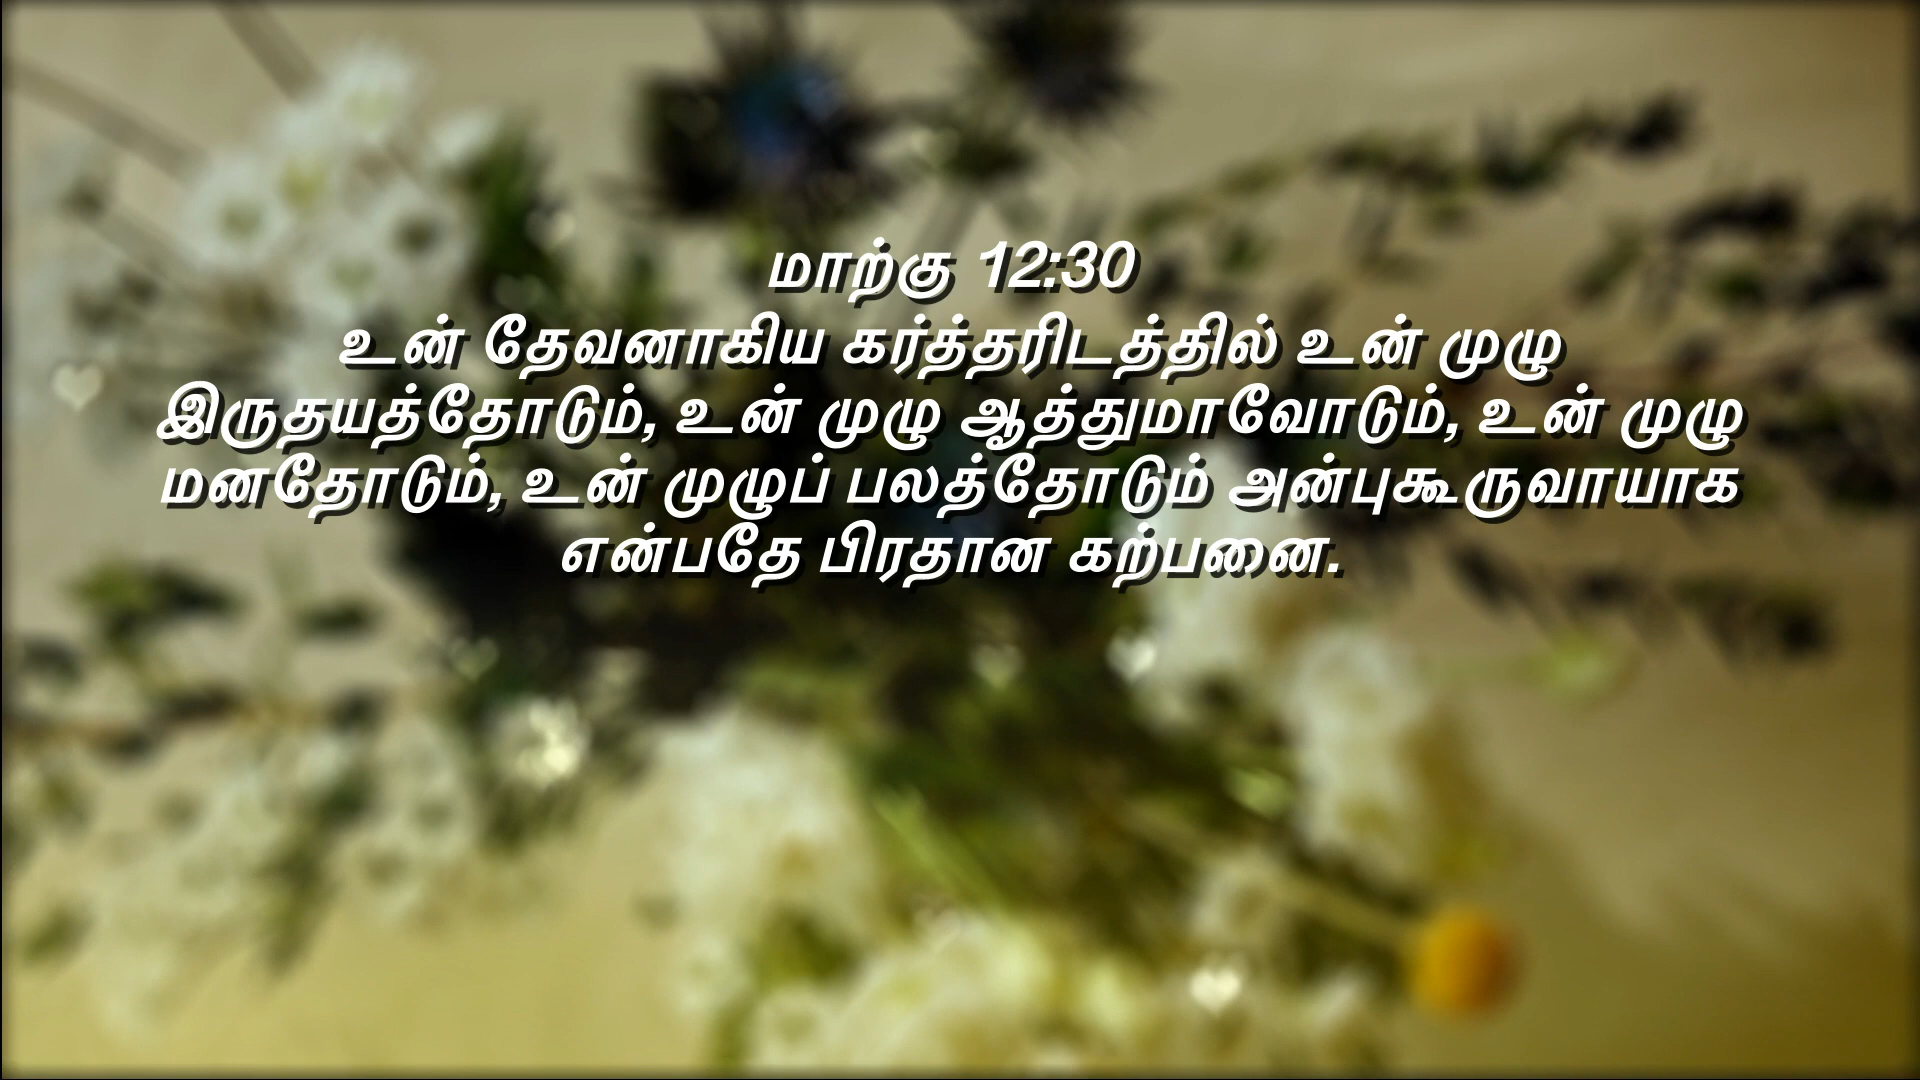 மாற்கு 12:30
உன் தேவனாகிய கர்த்தரிடத்தில் உன் முழு
இருதயத்தோடும், உன் முழு ஆத்துமாவோடும், உன் முழு
மனதோடும், உன் முழுப் பலத்தோடும் அன்புகூருவாயாக
என்பதே பிரதான கற்பனை.